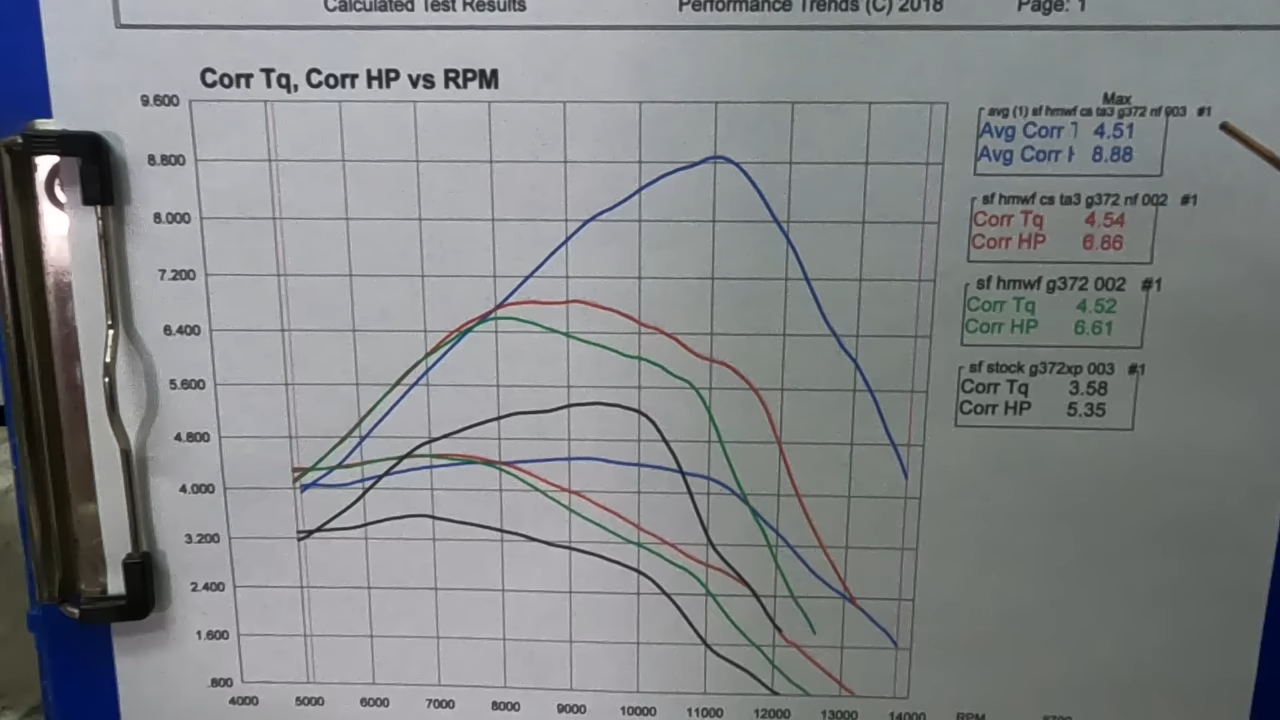 Calculated Test Results Performance Trends (C) 2018 Page: 1
Corr Tq, Corr HP vs RPM
9.600
8.800
8.000
7.200
6.400
5.600
4.800
4.000
3.200
2.400
1.600
.800
4000 5000 6000 7000 8000 9000 10000 11000 12000 13000 14000 RPM
Max
avg (1) sf hmwf cs ta3 g372 nf 003 #1
Avg Corr T 4.51
Avg Corr H 8.88
sf hmwf cs ta3 g372 nf 002 #1
Corr Tq 4.54
Corr HP 6.86
sf hmwf g372 002 #1
Corr Tq 4.52
Corr HP 6.61
sf stock g372xp 003 #1
Corr Tq 3.58
Corr HP 5.35